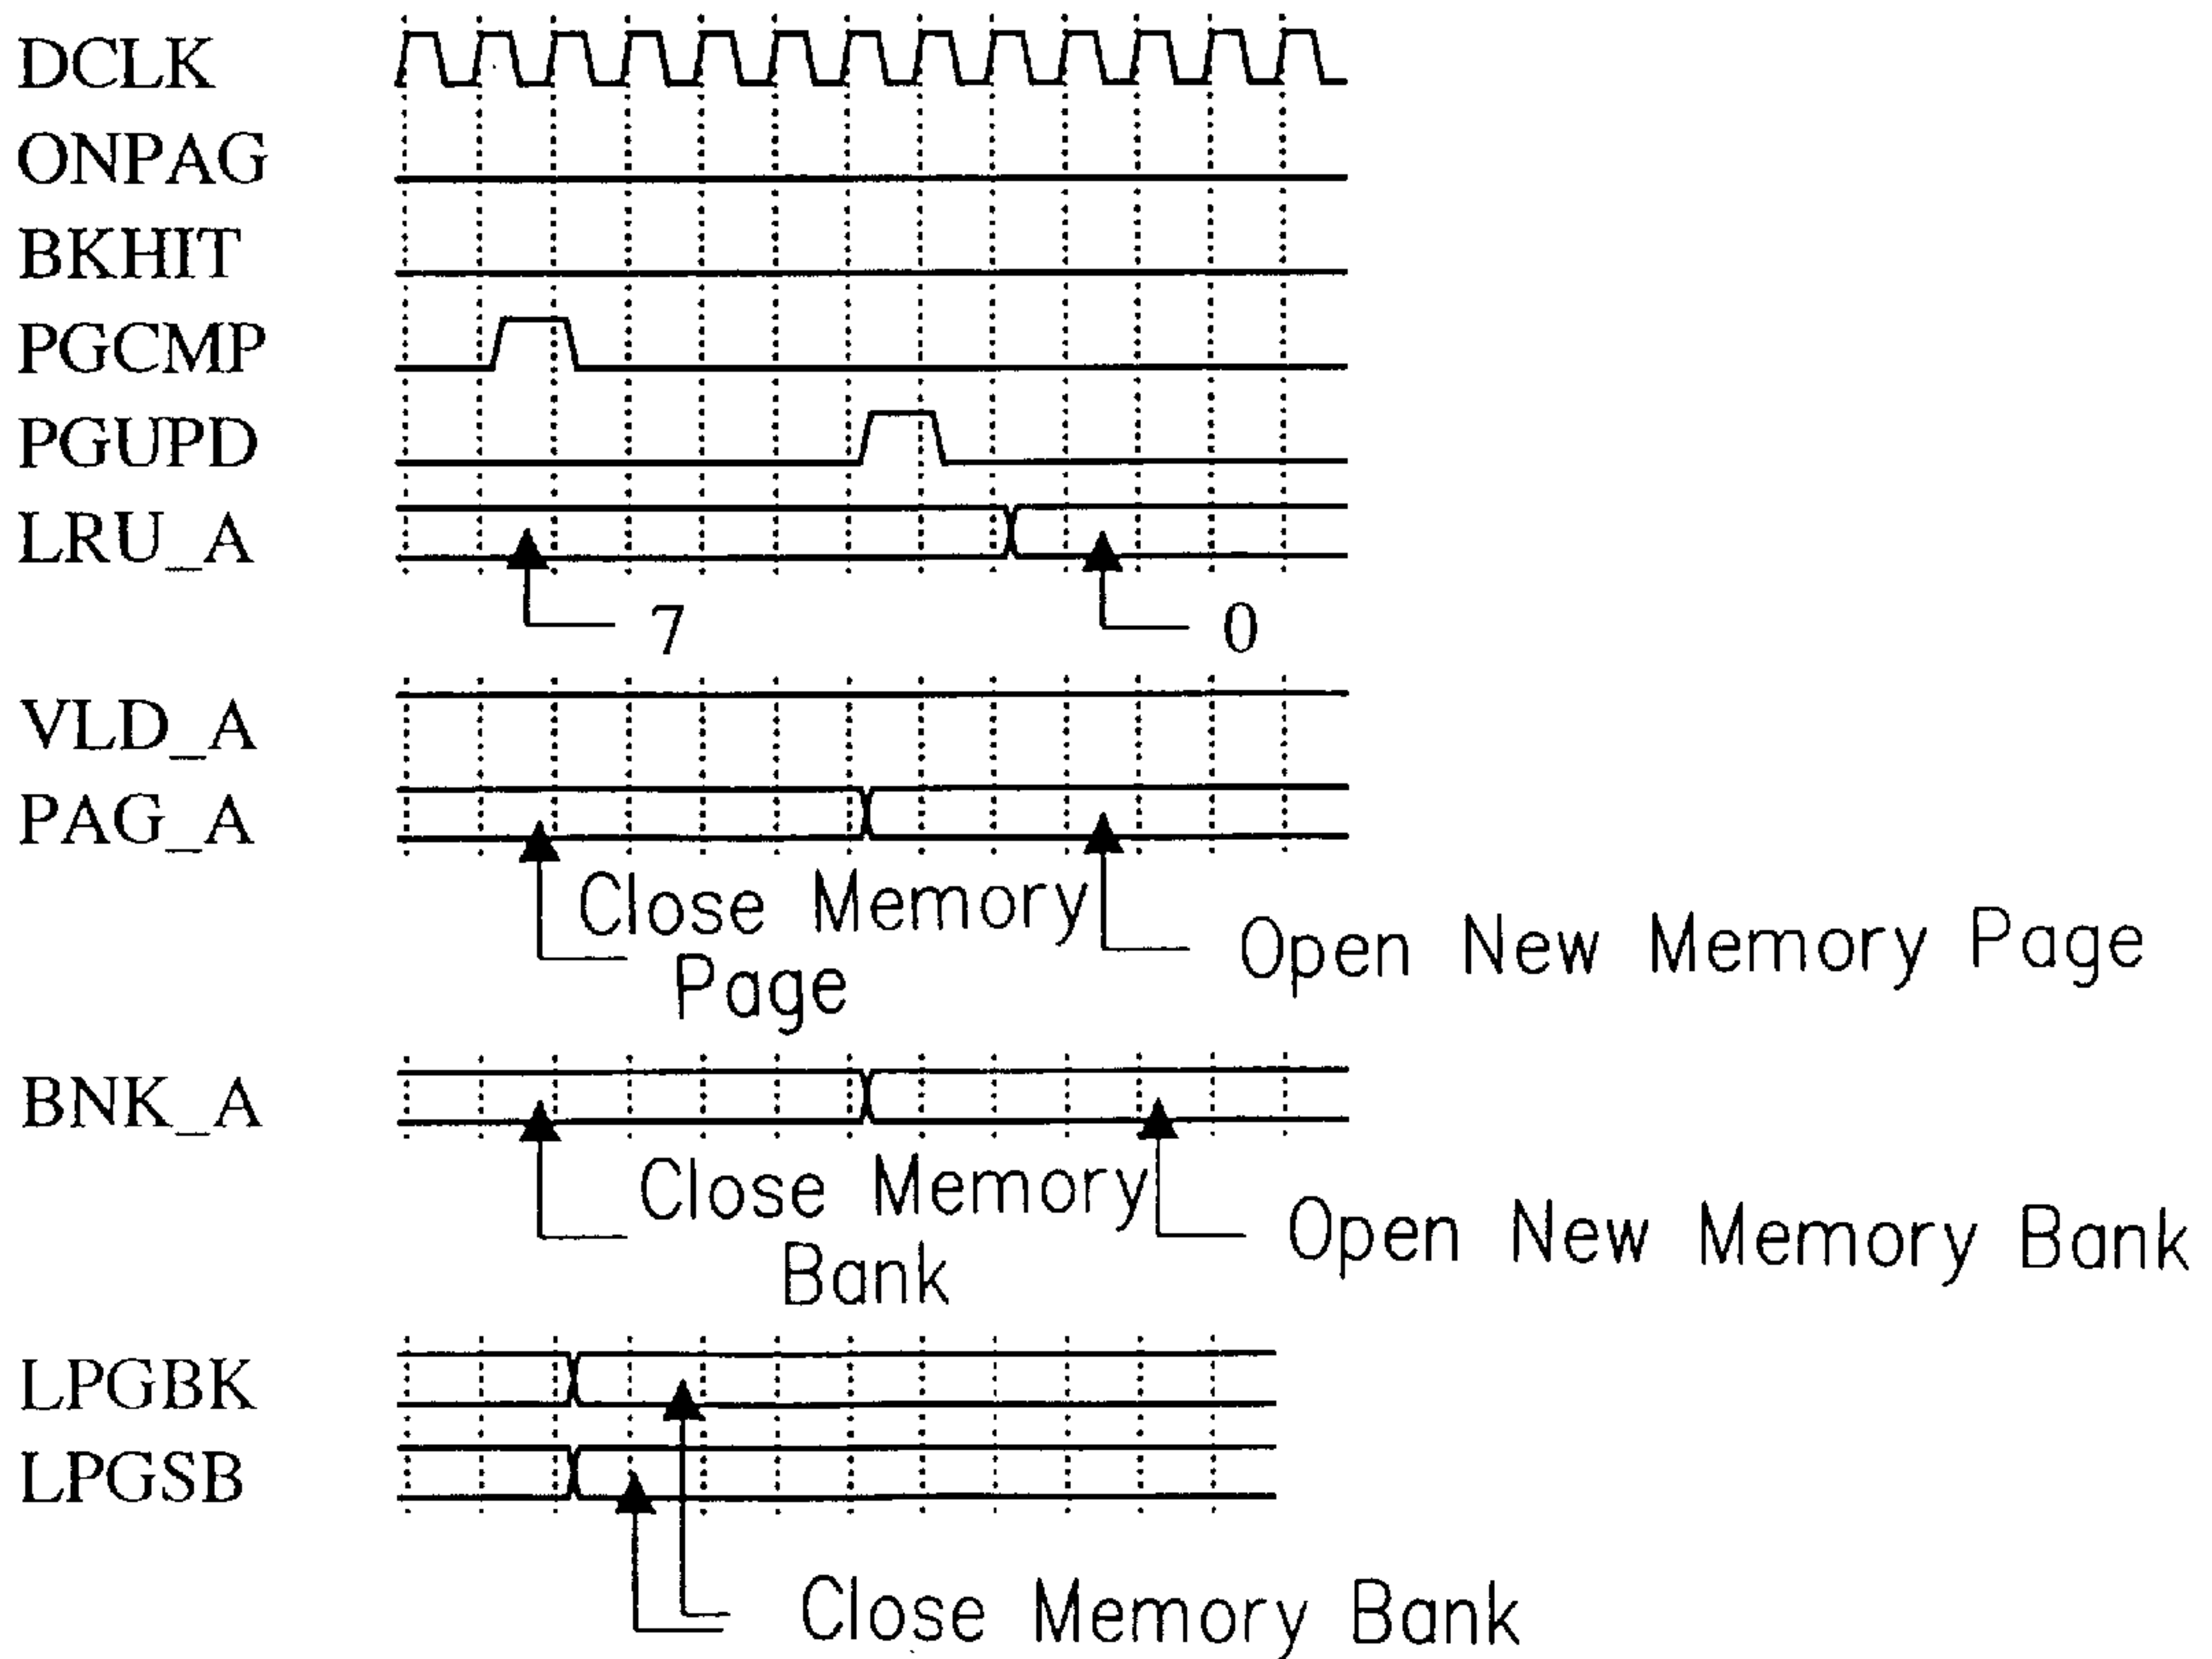 DCLK
ONPAG
BKHIT
PGCMP
PGUPD
LRU_A
7
0
VLD_A
PAG_A
Close Memory
Page
Open New Memory Page
BNK_A
Close Memory
Bank
Open New Memory Bank
LPGBK
LPGSB
Close Memory Bank